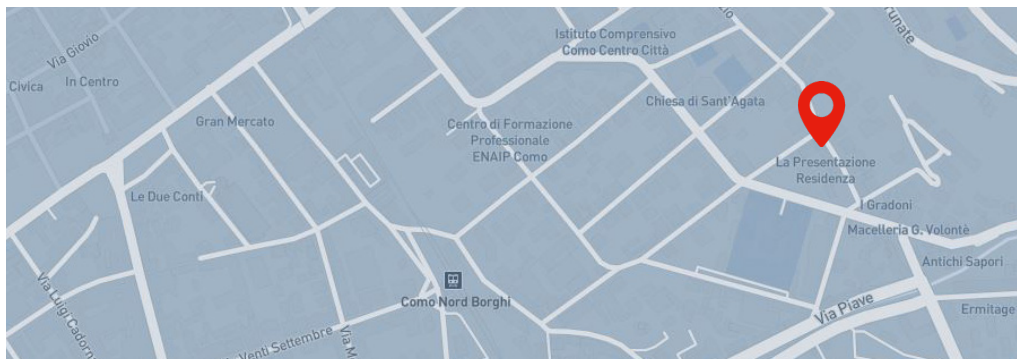 Via Giovio
Civica
In Centro
Gran Mercato
Le Due Conti
Via Luigi Cadorn
Venti Settembre
Como Nord Borghi
Centro di Formazione
Professionale
ENAIP Como
Istituto Comprensivo
Como Centro Città
Chiesa di Sant'Agata
La Presentazione
Residenza
I Gradoni
Macelleria G. Volontè
Antichi Sapori
Ermitage
Via Piave